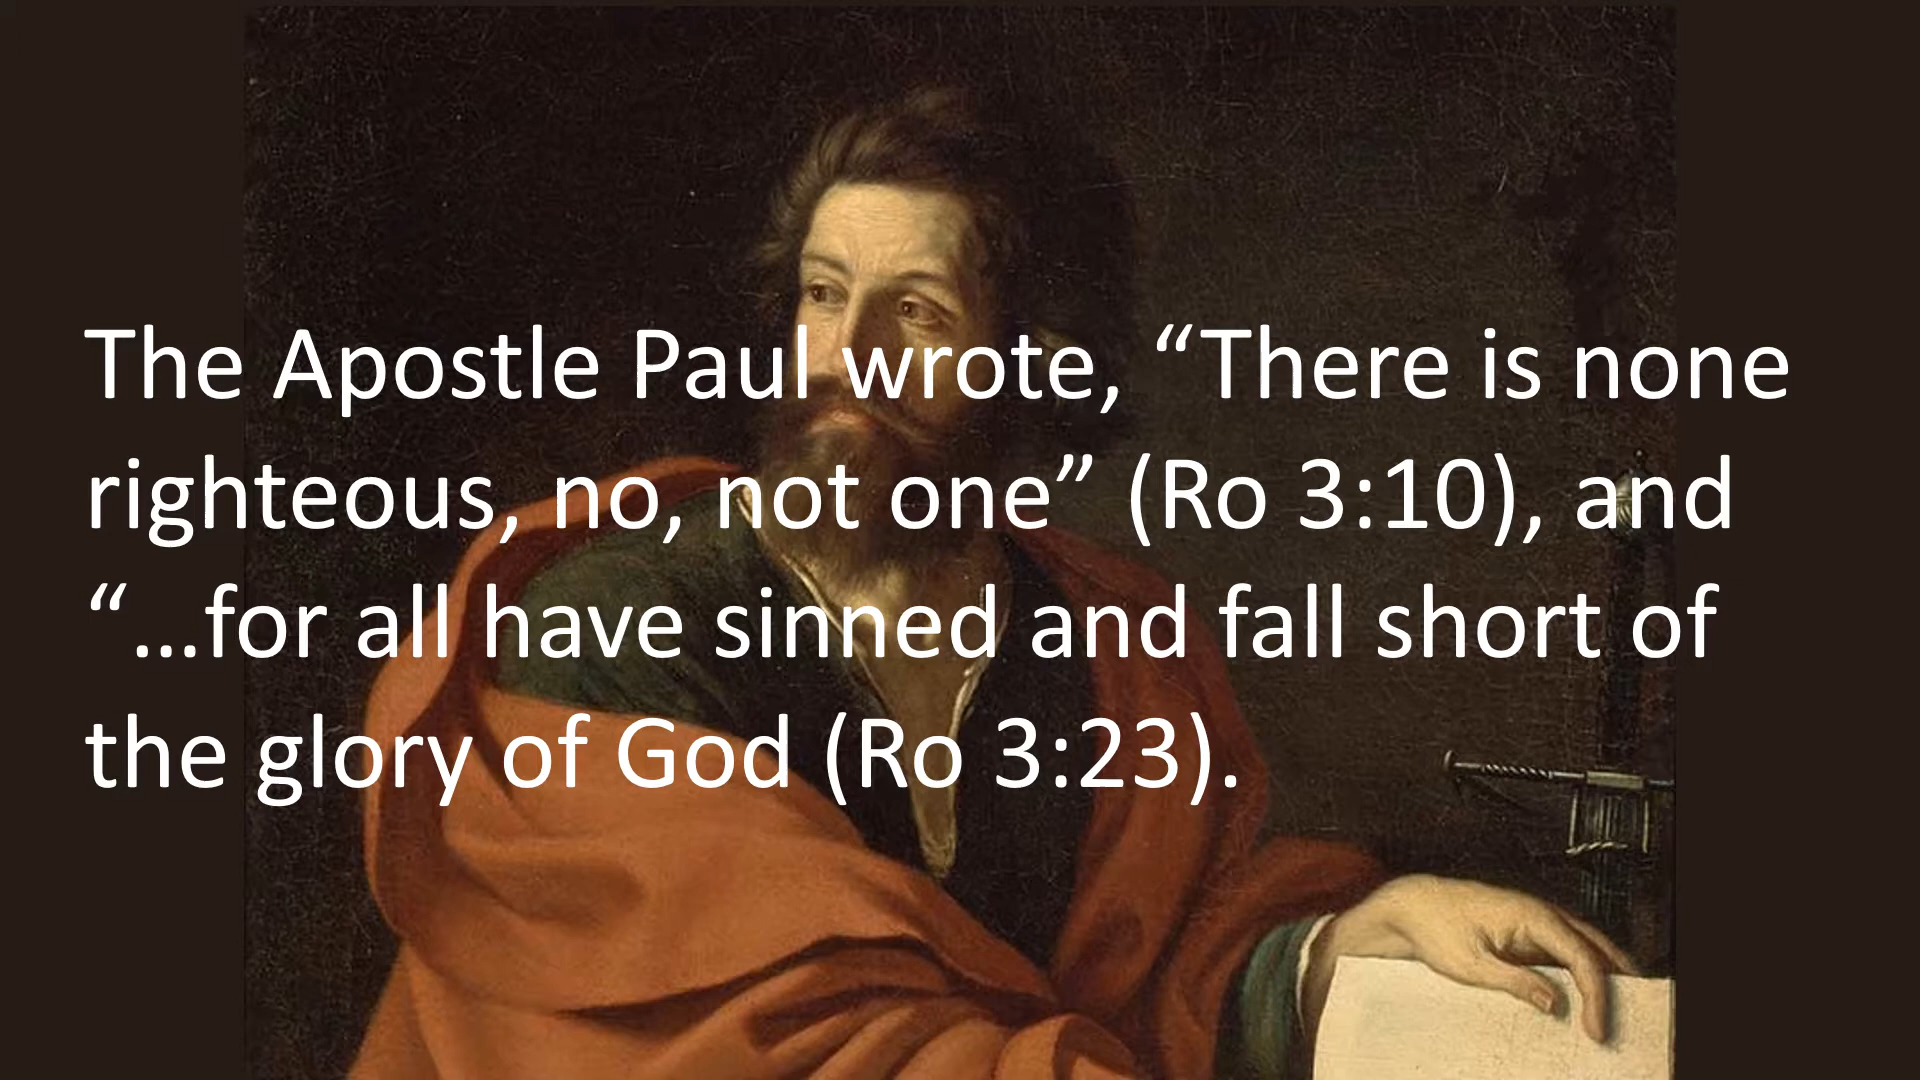 The Apostle Paul wrote, “There is none
righteous, no, not one” (Ro 3:10), and
“…for all have sinned and fall short of
the glory of God (Ro 3:23).